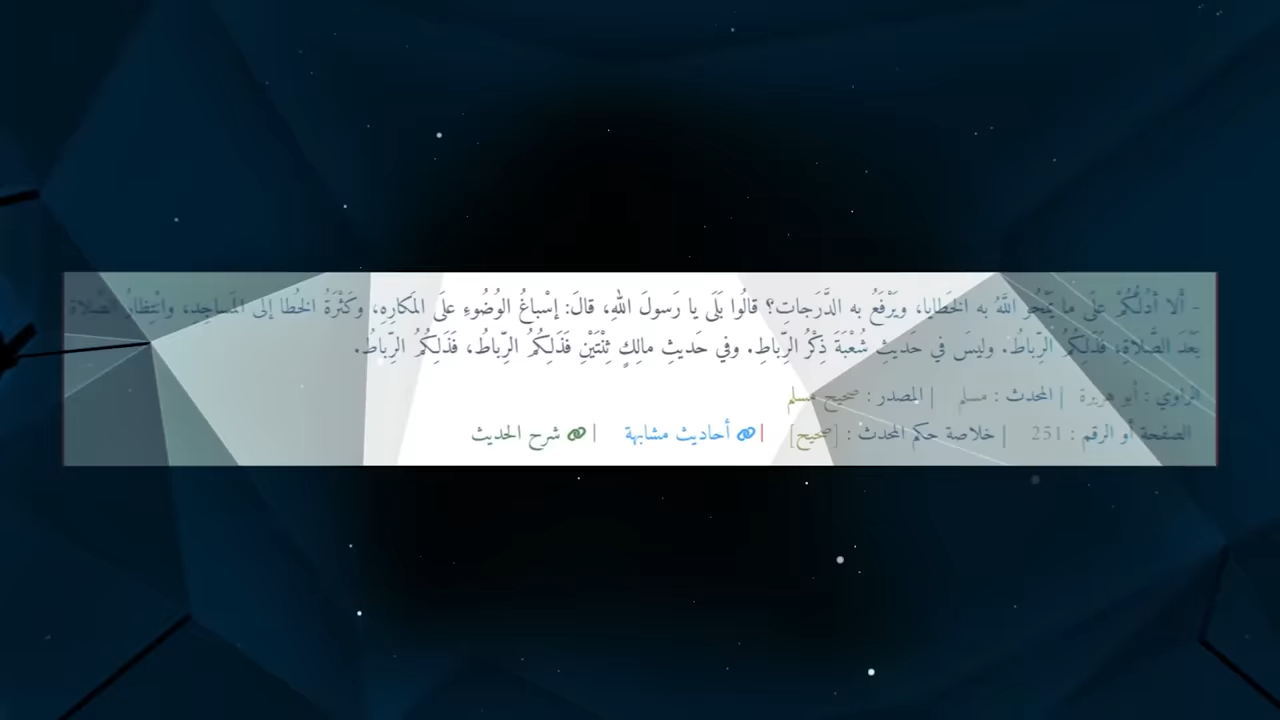 - ألا أدُلُّكُمْ علَى ما يَمْحُو اللَّهُ به الخَطايا، ويَرْفَعُ به الدَّرَجاتِ؟ قالُوا بَلَى يا رَسولَ اللهِ، قالَ: إسْباغُ الوُضُوءِ علَى المَكارِهِ، وكَثْرَةُ الخُطا إلى المَساجِدِ، وانْتِظارُ الصَّلاةِ
بَعْدَ الصَّلاةِ، فَذَلِكُمُ الرِّباطُ. وليسَ في حَديثِ شُعْبَةَ ذِكْرُ الرِّباطِ. وفي حَديثِ مالِكٍ ثِنْتَيْنِ فَذَلِكُمُ الرِّباطُ، فَذَلِكُمُ الرِّباطُ.
الراوي : أبو هريرة | المحدث : مسلم | المصدر : صحيح مسلم
الصفحة أو الرقم : 251 | خلاصة حكم المحدث : [صحيح] | أحاديث مشابهة | شرح الحديث